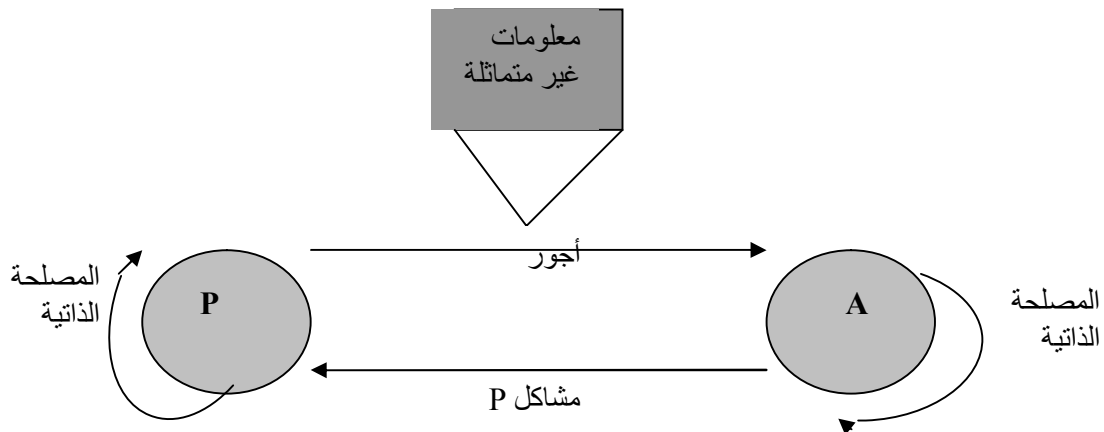 معلومات
غير متماثلة
أجور
المصلحة
الذاتية
P
A
المصلحة
الذاتية
مشاكل P